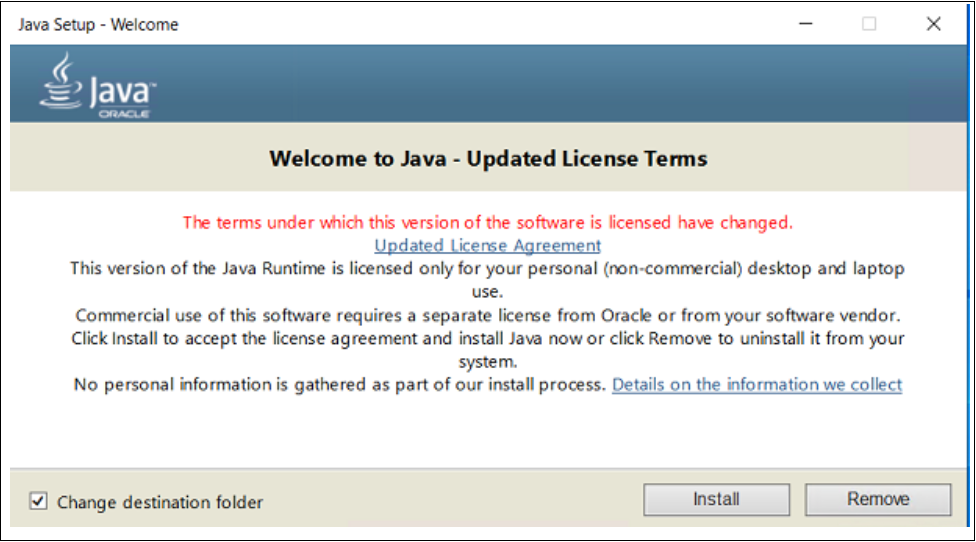 Java Setup - Welcome
Java™
ORACLE
Welcome to Java - Updated License Terms
The terms under which this version of the software is licensed have changed.
Updated License Agreement
This version of the Java Runtime is licensed only for your personal (non-commercial) desktop and laptop
use.
Commercial use of this software requires a separate license from Oracle or from your software vendor.
Click Install to accept the license agreement and install Java now or click Remove to uninstall it from your
system.
No personal information is gathered as part of our install process. Details on the information we collect
Change destination folder
Install
Remove